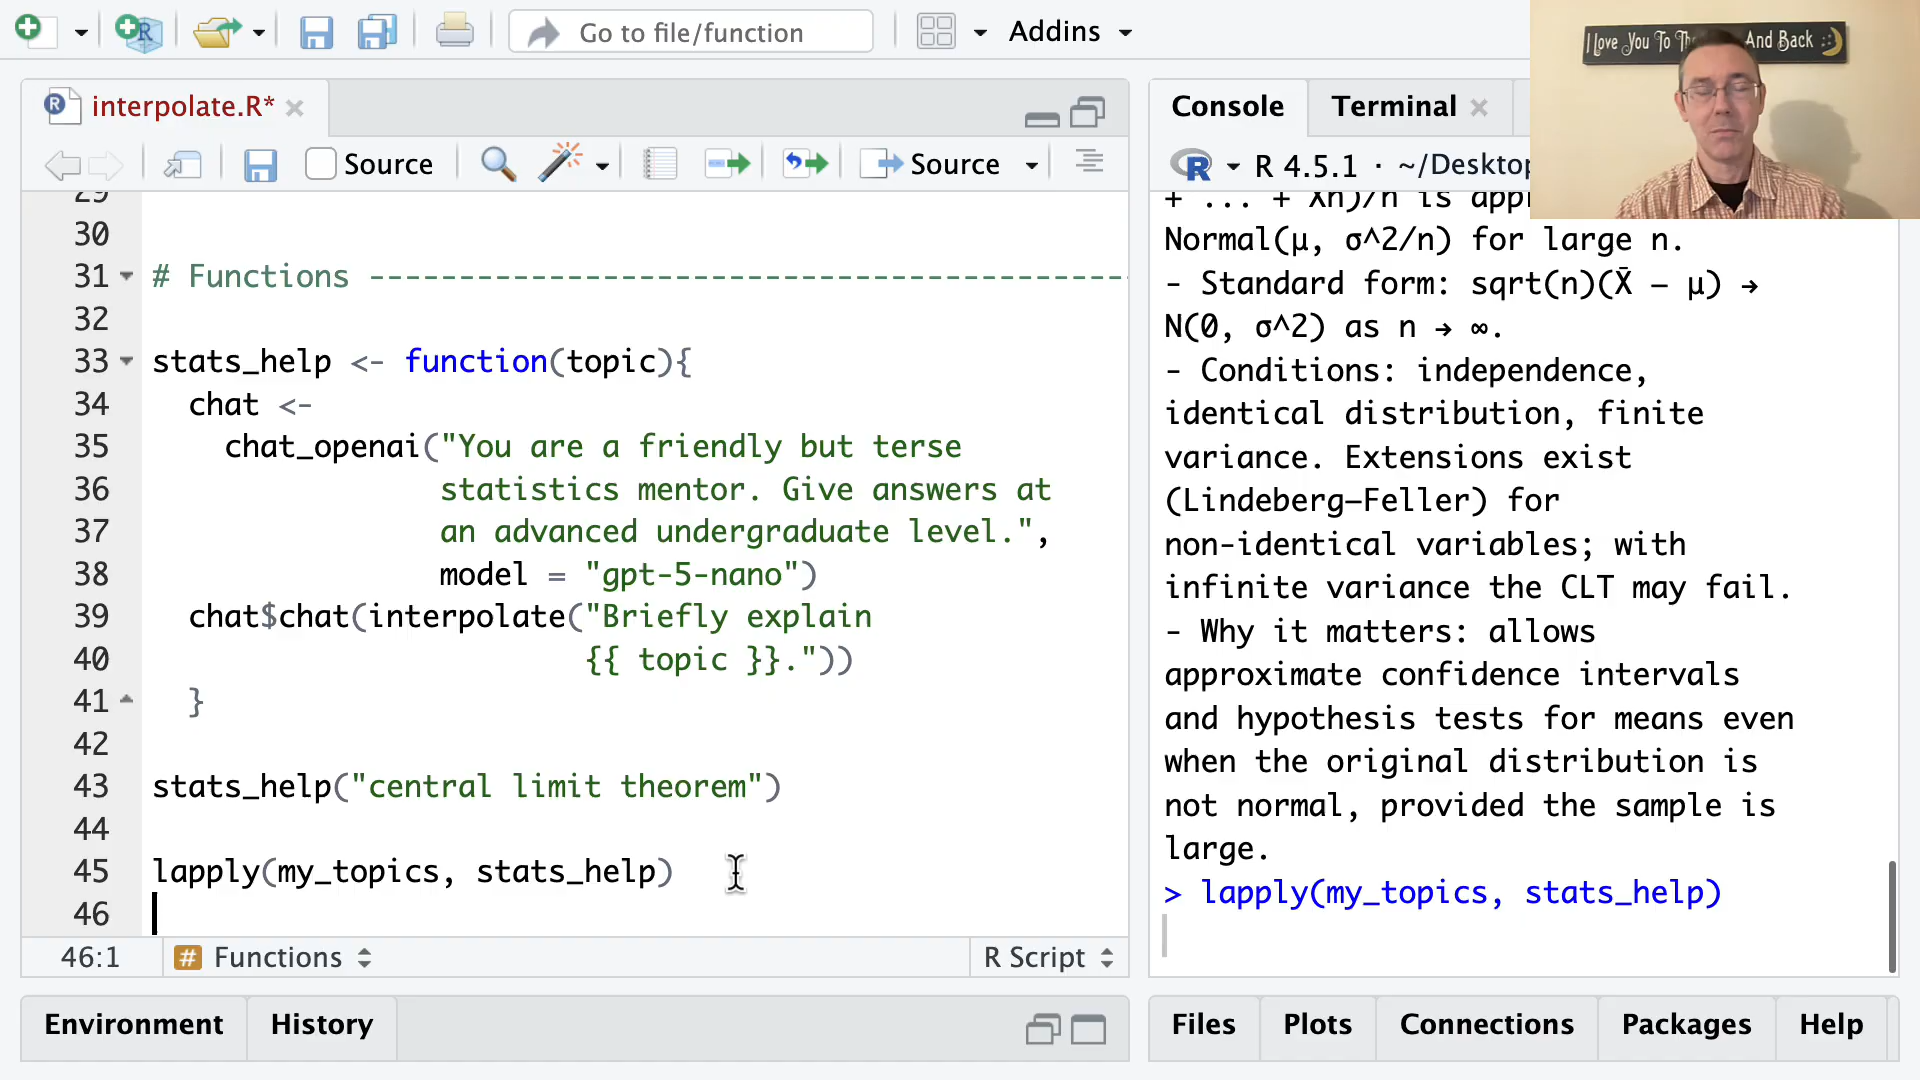 Go to file/function
Addins
I Love You To The And Back
interpolate.R*
Source
Source
29
30
31 # Functions ------------------------------------------
32
33 stats_help <- function(topic){
34 chat <-
35 chat_openai("You are a friendly but terse
36 statistics mentor. Give answers at
37 an advanced undergraduate level.",
38 model = "gpt-5-nano")
39 chat$chat(interpolate("Briefly explain
40 {{ topic }}."))
41 }
42
43 stats_help("central limit theorem")
44
45 lapply(my_topics, stats_help)
46
46:1
# Functions
R Script
Environment
History
Console
Terminal
R 4.5.1 · ~/Desktop
+ ... + Xn)/n is
Normal(μ, σ^2/n) for large n.
- Standard form: sqrt(n)(X̄ − μ) →
N(0, σ^2) as n → ∞.
- Conditions: independence,
identical distribution, finite
variance. Extensions exist
(Lindeberg–Feller) for
non-identical variables; with
infinite variance the CLT may fail.
- Why it matters: allows
approximate confidence intervals
and hypothesis tests for means even
when the original distribution is
not normal, provided the sample is
large.
> lapply(my_topics, stats_help)
Files
Plots
Connections
Packages
Help